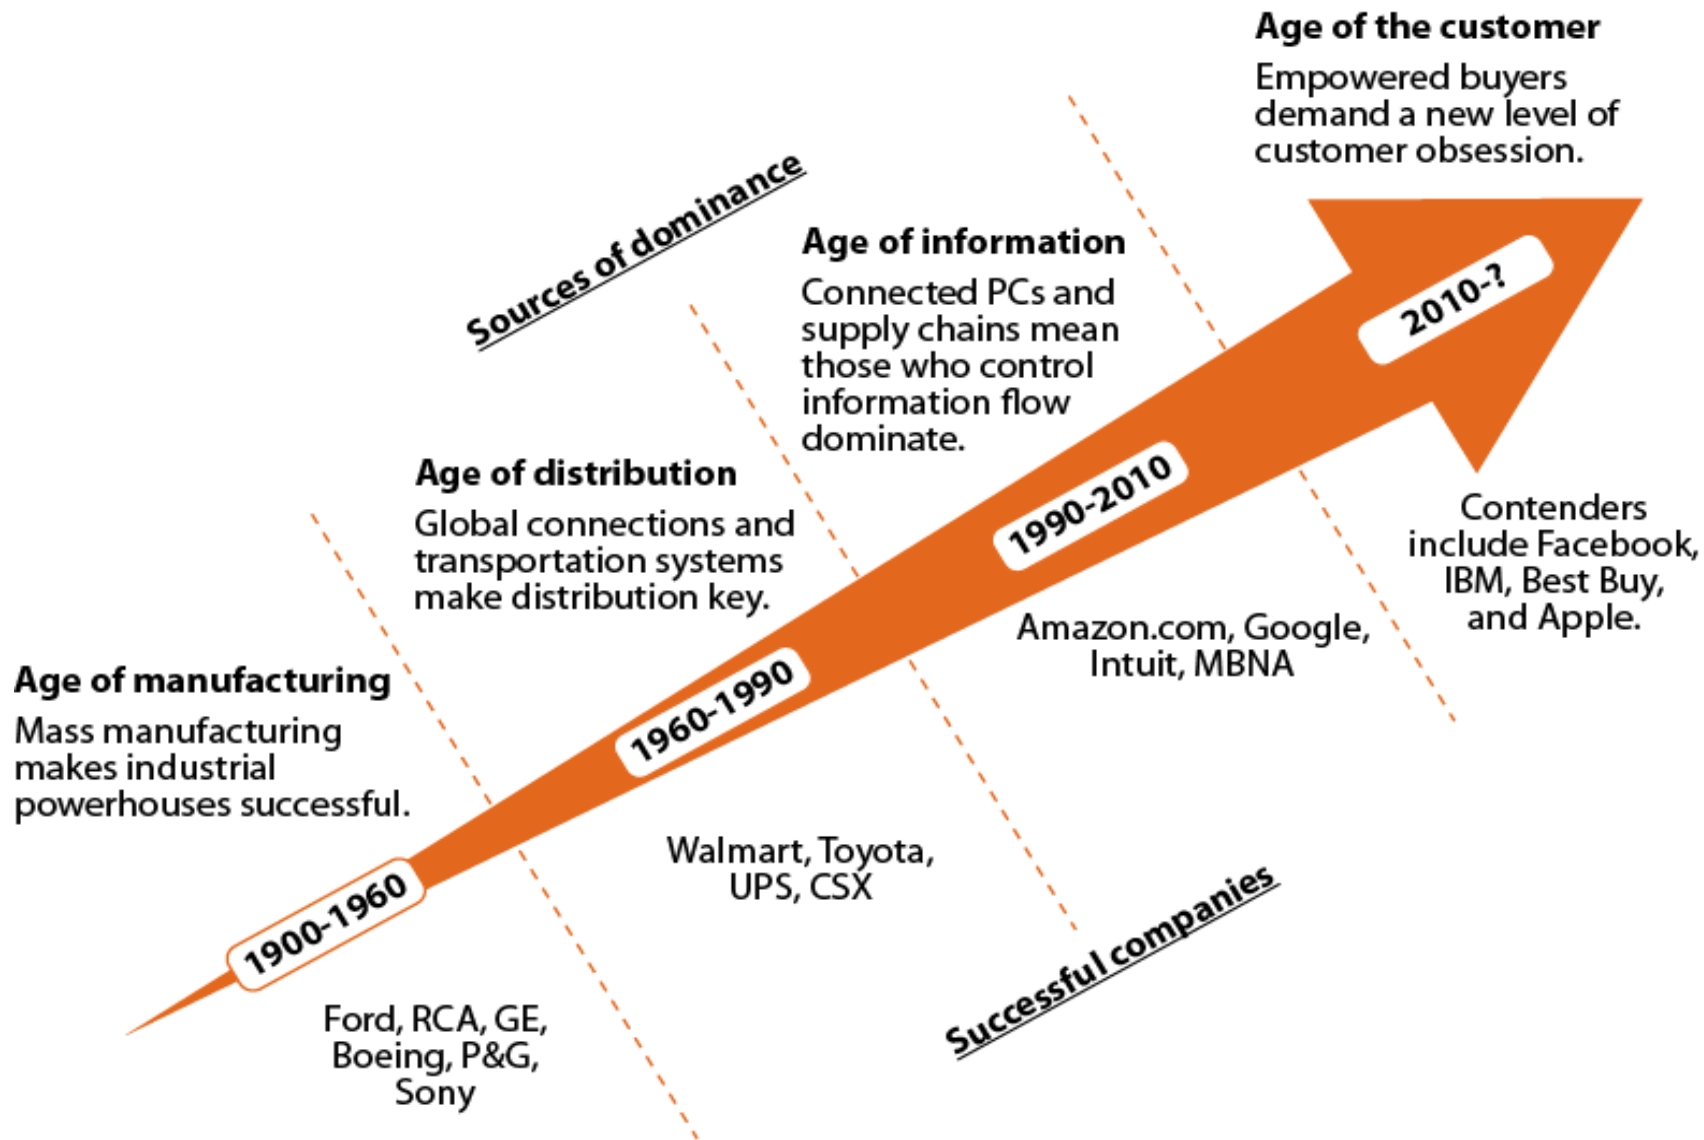 Age of the customer
Empowered buyers
demand a new level of
customer obsession.
Sources of dominance
Age of information
Connected PCs and
supply chains mean
those who control
information flow
dominate.
2010-?
Age of distribution
Global connections and
transportation systems
make distribution key.
1990-2010
Contenders
include Facebook,
IBM, Best Buy,
and Apple.
Amazon.com, Google,
Intuit, MBNA
Age of manufacturing
Mass manufacturing
makes industrial
powerhouses successful.
1960-1990
Walmart, Toyota,
UPS, CSX
Successful companies
1900-1960
Ford, RCA, GE,
Boeing, P&G,
Sony